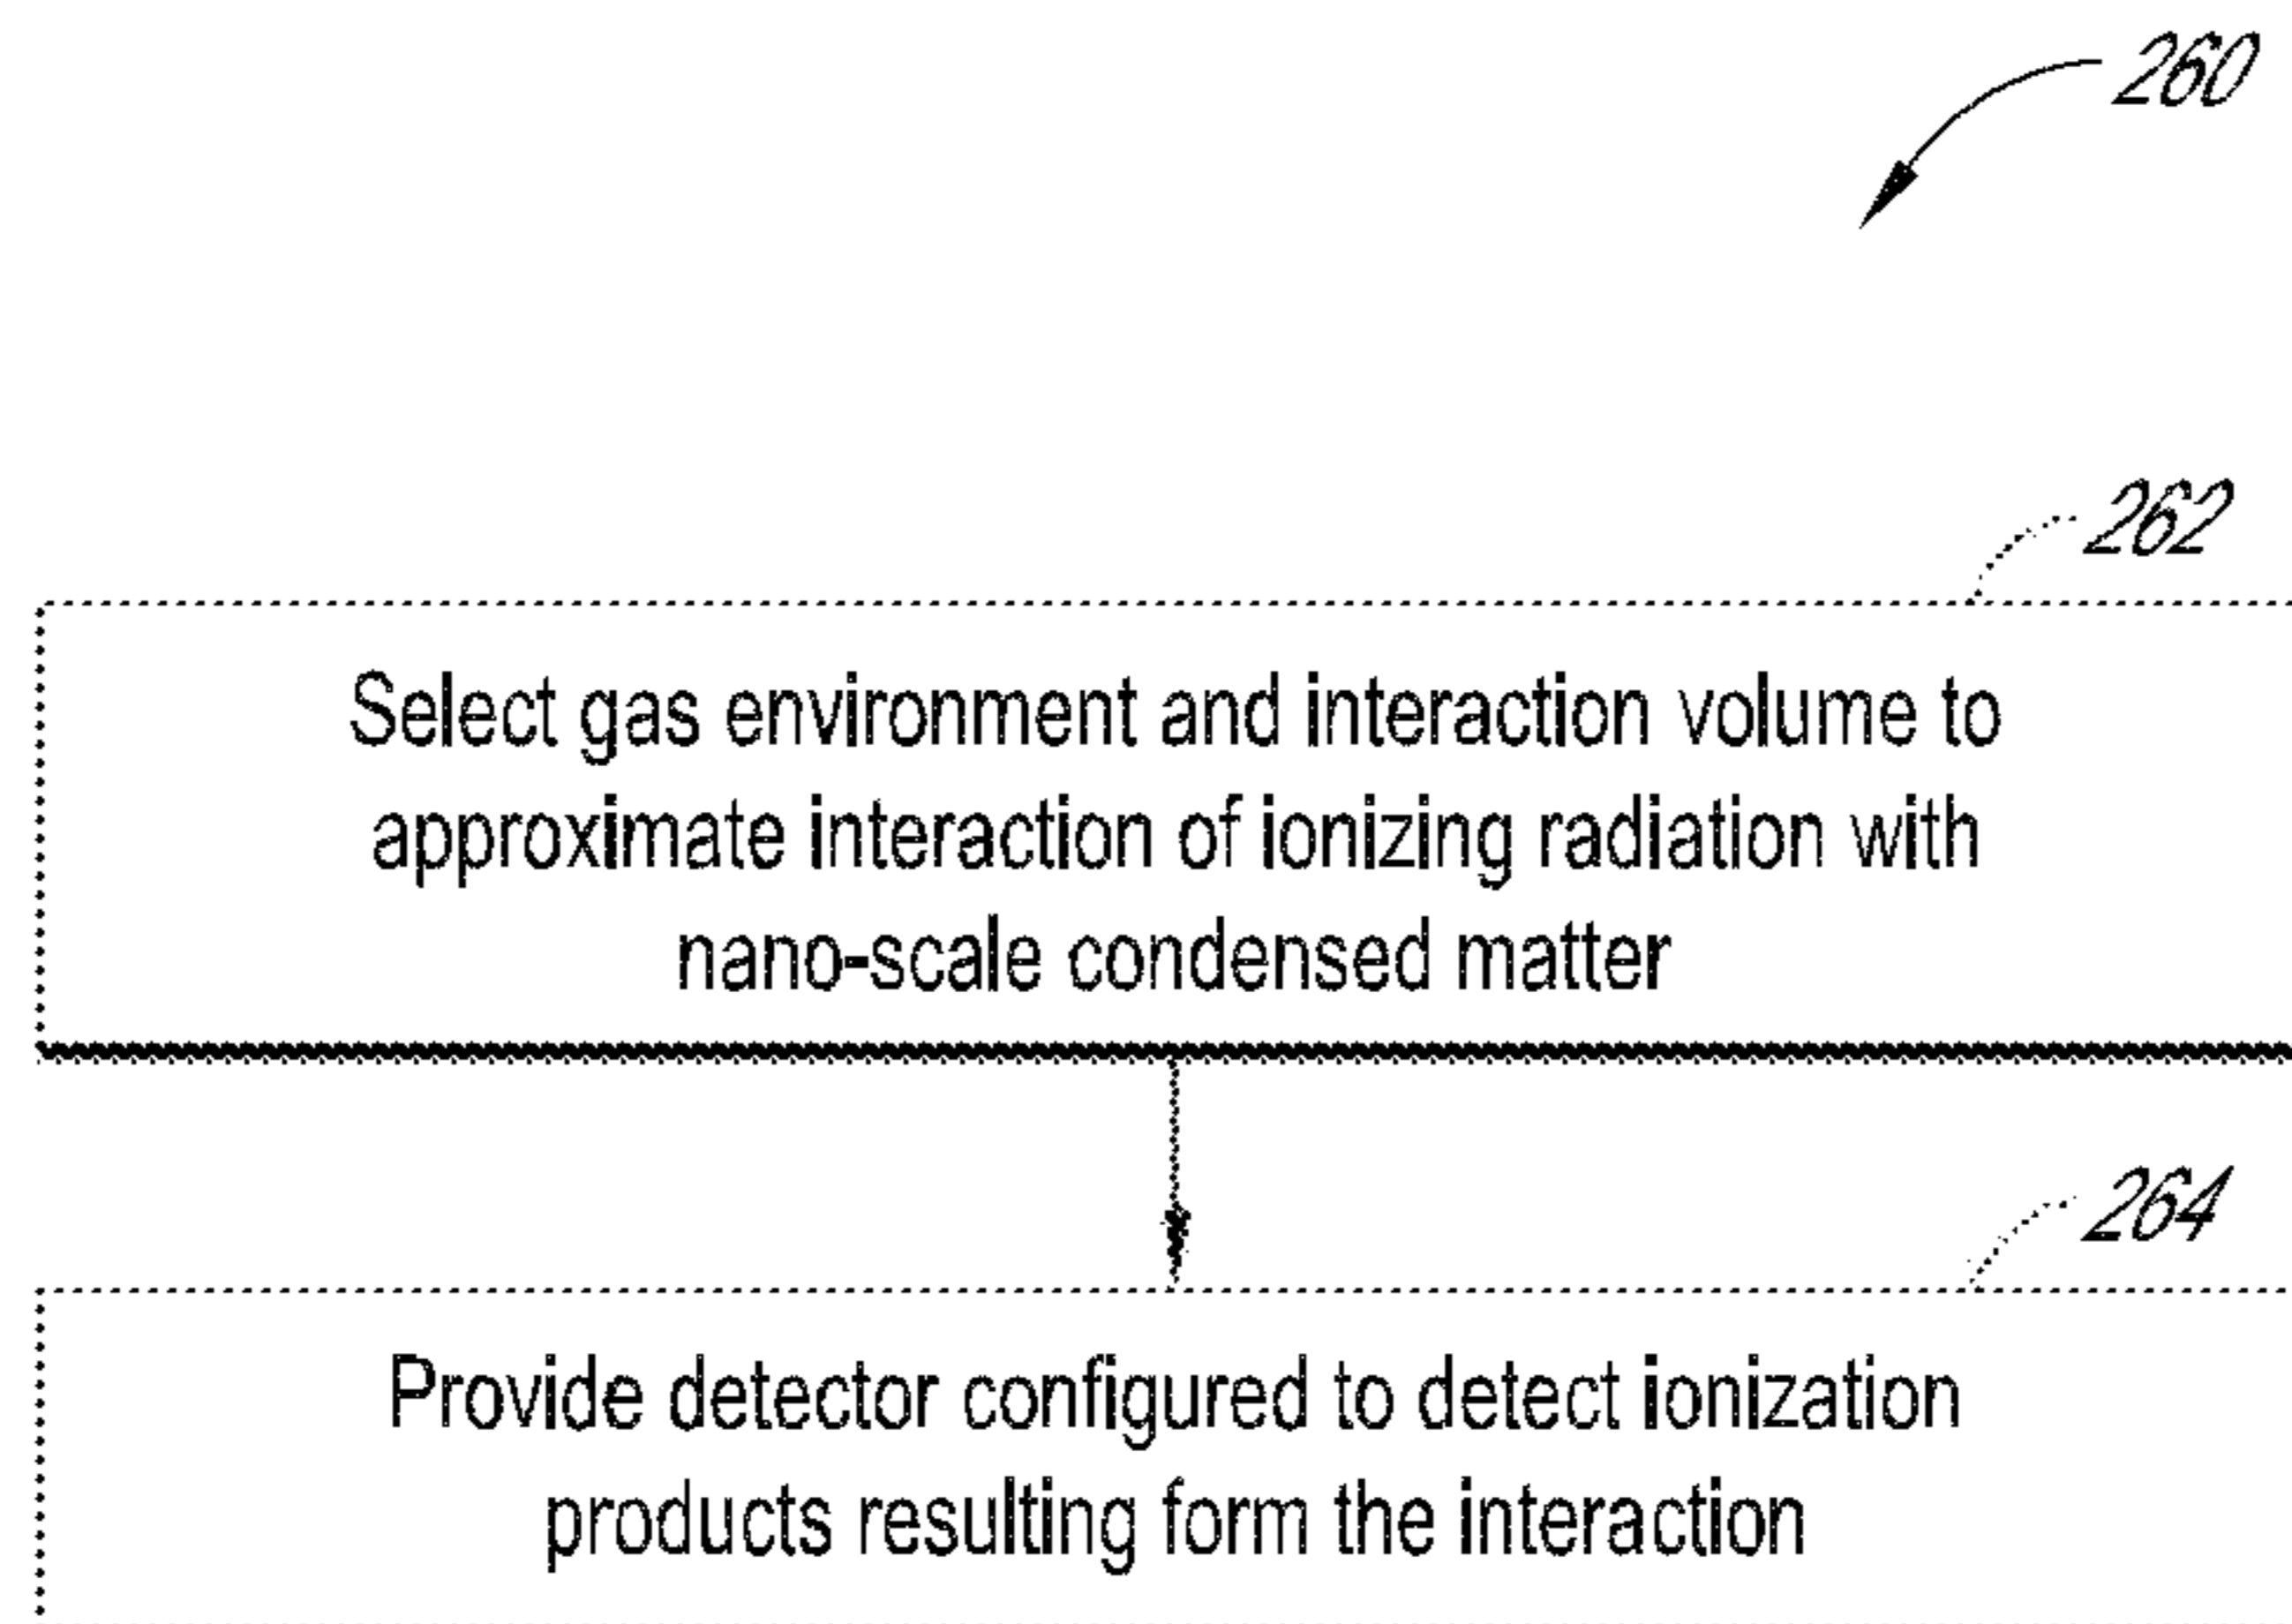 260
262
Select gas environment and interaction volume to
approximate interaction of ionizing radiation with
nano-scale condensed matter
264
Provide detector configured to detect ionization
products resulting form the interaction